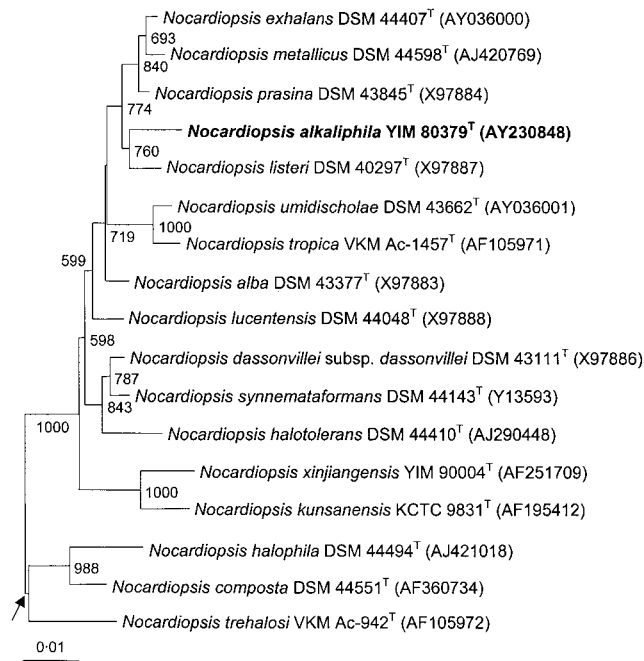 Nocardiopsis exhalans DSM 44407T (AY036000)
693
Nocardiopsis metallicus DSM 44598T (AJ420769)
840
Nocardiopsis prasina DSM 43845T (X97884)
774
Nocardiopsis alkaliphila YIM 80379T (AY230848)
760
Nocardiopsis listeri DSM 40297T (X97887)
Nocardiopsis umidischolae DSM 43662T (AY036001)
1000
719
Nocardiopsis tropica VKM Ac-1457T (AF105971)
599
Nocardiopsis alba DSM 43377T (X97883)
Nocardiopsis lucentensis DSM 44048T (X97888)
598
Nocardiopsis dassonvillei subsp. dassonvillei DSM 43111T (X97886)
787
Nocardiopsis synnemataformans DSM 44143T (Y13593)
843
1000
Nocardiopsis halotolerans DSM 44410T (AJ290448)
Nocardiopsis xinjiangensis YIM 90004T (AF251709)
1000
Nocardiopsis kunsanensis KCTC 9831T (AF195412)
Nocardiopsis halophila DSM 44494T (AJ421018)
988
Nocardiopsis composta DSM 44551T (AF360734)
Nocardiopsis trehalosi VKM Ac-942T (AF105972)
0·01